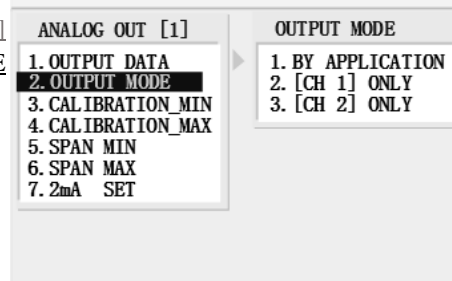 ANALOG OUT [1]
1. OUTPUT DATA
2. OUTPUT MODE
3. CALIBRATION_MIN
4. CALIBRATION_MAX
5. SPAN MIN
6. SPAN MAX
7. 2mA SET
OUTPUT MODE
1. BY APPLICATION
2. [CH 1] ONLY
3. [CH 2] ONLY